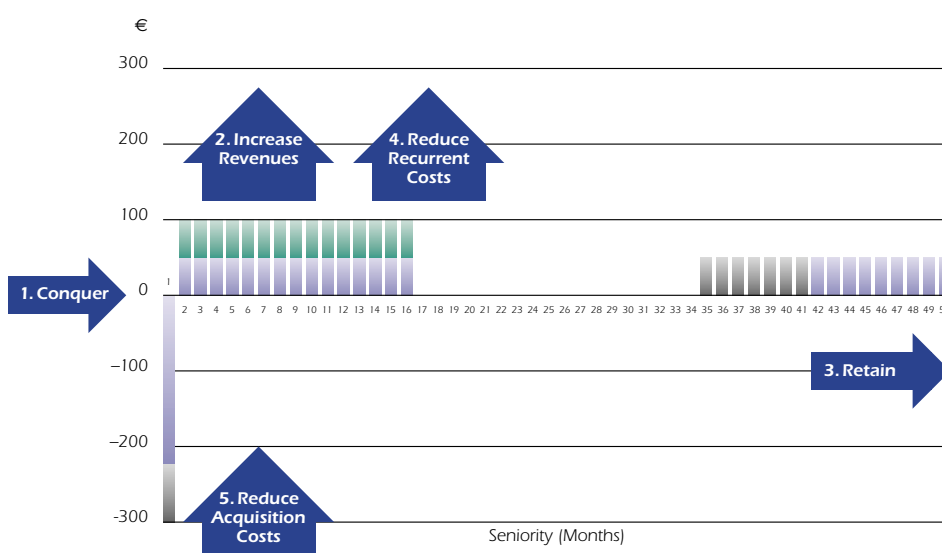 €
300
2. Increase
Revenues
4. Reduce
Recurrent
Costs
200
100
1. Conquer
0
1
2 3 4 5 6 7 8 9 10 11 12 13 14 15 16 17 18 19 20 21 22 23 24 25 26 27 28 29 30 31 32 33 34 35 36 37 38 39 40 41 42 43 44 45 46 47 48 49
–100
3. Retain
–200
5. Reduce
Acquisition
Costs
-300
Seniority (Months)